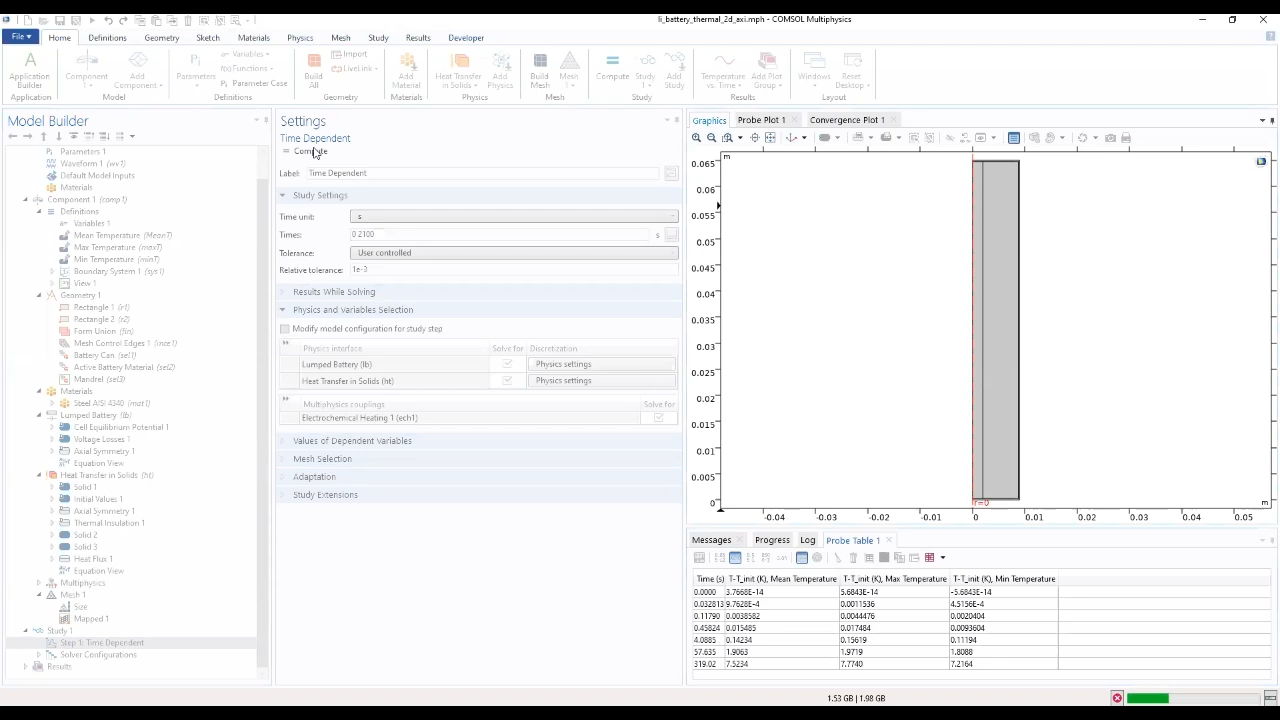 li_battery_thermal_2d_axi.mph - COMSOL Multiphysics
File Home Definitions Geometry Sketch Materials Physics Mesh Study Results Developer
Application Builder
Application
Component 1
Add Component
Model
Parameters
Variables
Functions
Parameter Case
Definitions
Build All
Import
LiveLink
Geometry
Add Material
Materials
Heat Transfer in Solids
Add Physics
Physics
Build Mesh
Mesh 1
Mesh
Compute
Study 1
Add Study
Study
Temperature vs. Time
Add Plot Group
Results
Windows
Reset Desktop
Layout
Model Builder
Parameters 1
Waveform 1 (wv1)
Default Model Inputs
Materials
Component 1 (comp1)
Definitions
Variables 1
Mean Temperature (MeanT)
Max Temperature (maxT)
Min Temperature (minT)
Boundary System 1 (sys1)
View 1
Geometry 1
Rectangle 1 (r1)
Rectangle 2 (r2)
Form Union (fin)
Mesh Control Edges 1 (mce1)
Battery Can (sel1)
Active Battery Material (sel2)
Mandrel (sel3)
Materials
Steel AISI 4340 (mat1)
Lumped Battery (lb)
Cell Equilibrium Potential 1
Voltage Losses 1
Axial Symmetry 1
Equation View
Heat Transfer in Solids (ht)
Solid 1
Initial Values 1
Axial Symmetry 1
Thermal Insulation 1
Solid 2
Solid 3
Heat Flux 1
Equation View
Multiphysics
Mesh 1
Size
Mapped 1
Study 1
Step 1: Time Dependent
Solver Configurations
Results
Settings
Time Dependent
= Compute
Label: Time Dependent
Study Settings
Time unit: s
Times: 0 2100 s
Tolerance: User controlled
Relative tolerance: 1e-3
Results While Solving
Physics and Variables Selection
Modify model configuration for study step
Physics interface Solve for Discretization
Lumped Battery (lb) Physics settings
Heat Transfer in Solids (ht) Physics settings
Multiphysics couplings Solve for
Electrochemical Heating 1 (ech1)
Values of Dependent Variables
Mesh Selection
Adaptation
Study Extensions
Graphics Probe Plot 1 Convergence Plot 1
m
0.065
0.06
0.055
0.05
0.045
0.04
0.035
0.03
0.025
0.02
0.015
0.01
0.005
0
r=0
m
-0.04 -0.03 -0.02 -0.01 0 0.01 0.02 0.03 0.04 0.05
Messages Progress Log Probe Table 1
Time (s) T-T_init (K), Mean Temperature T-T_init (K), Max Temperature T-T_init (K), Min Temperature
0.0000 3.7668E-14 5.6843E-14 -5.6843E-14
0.032813 9.7628E-4 0.0011536 4.5156E-4
0.11790 0.0038582 0.0044476 0.0020404
0.45824 0.015485 0.017484 0.0093604
4.0885 0.14234 0.15619 0.11194
57.635 1.9063 1.9719 1.8088
319.02 7.5234 7.7740 7.2164
1.53 GB | 1.98 GB